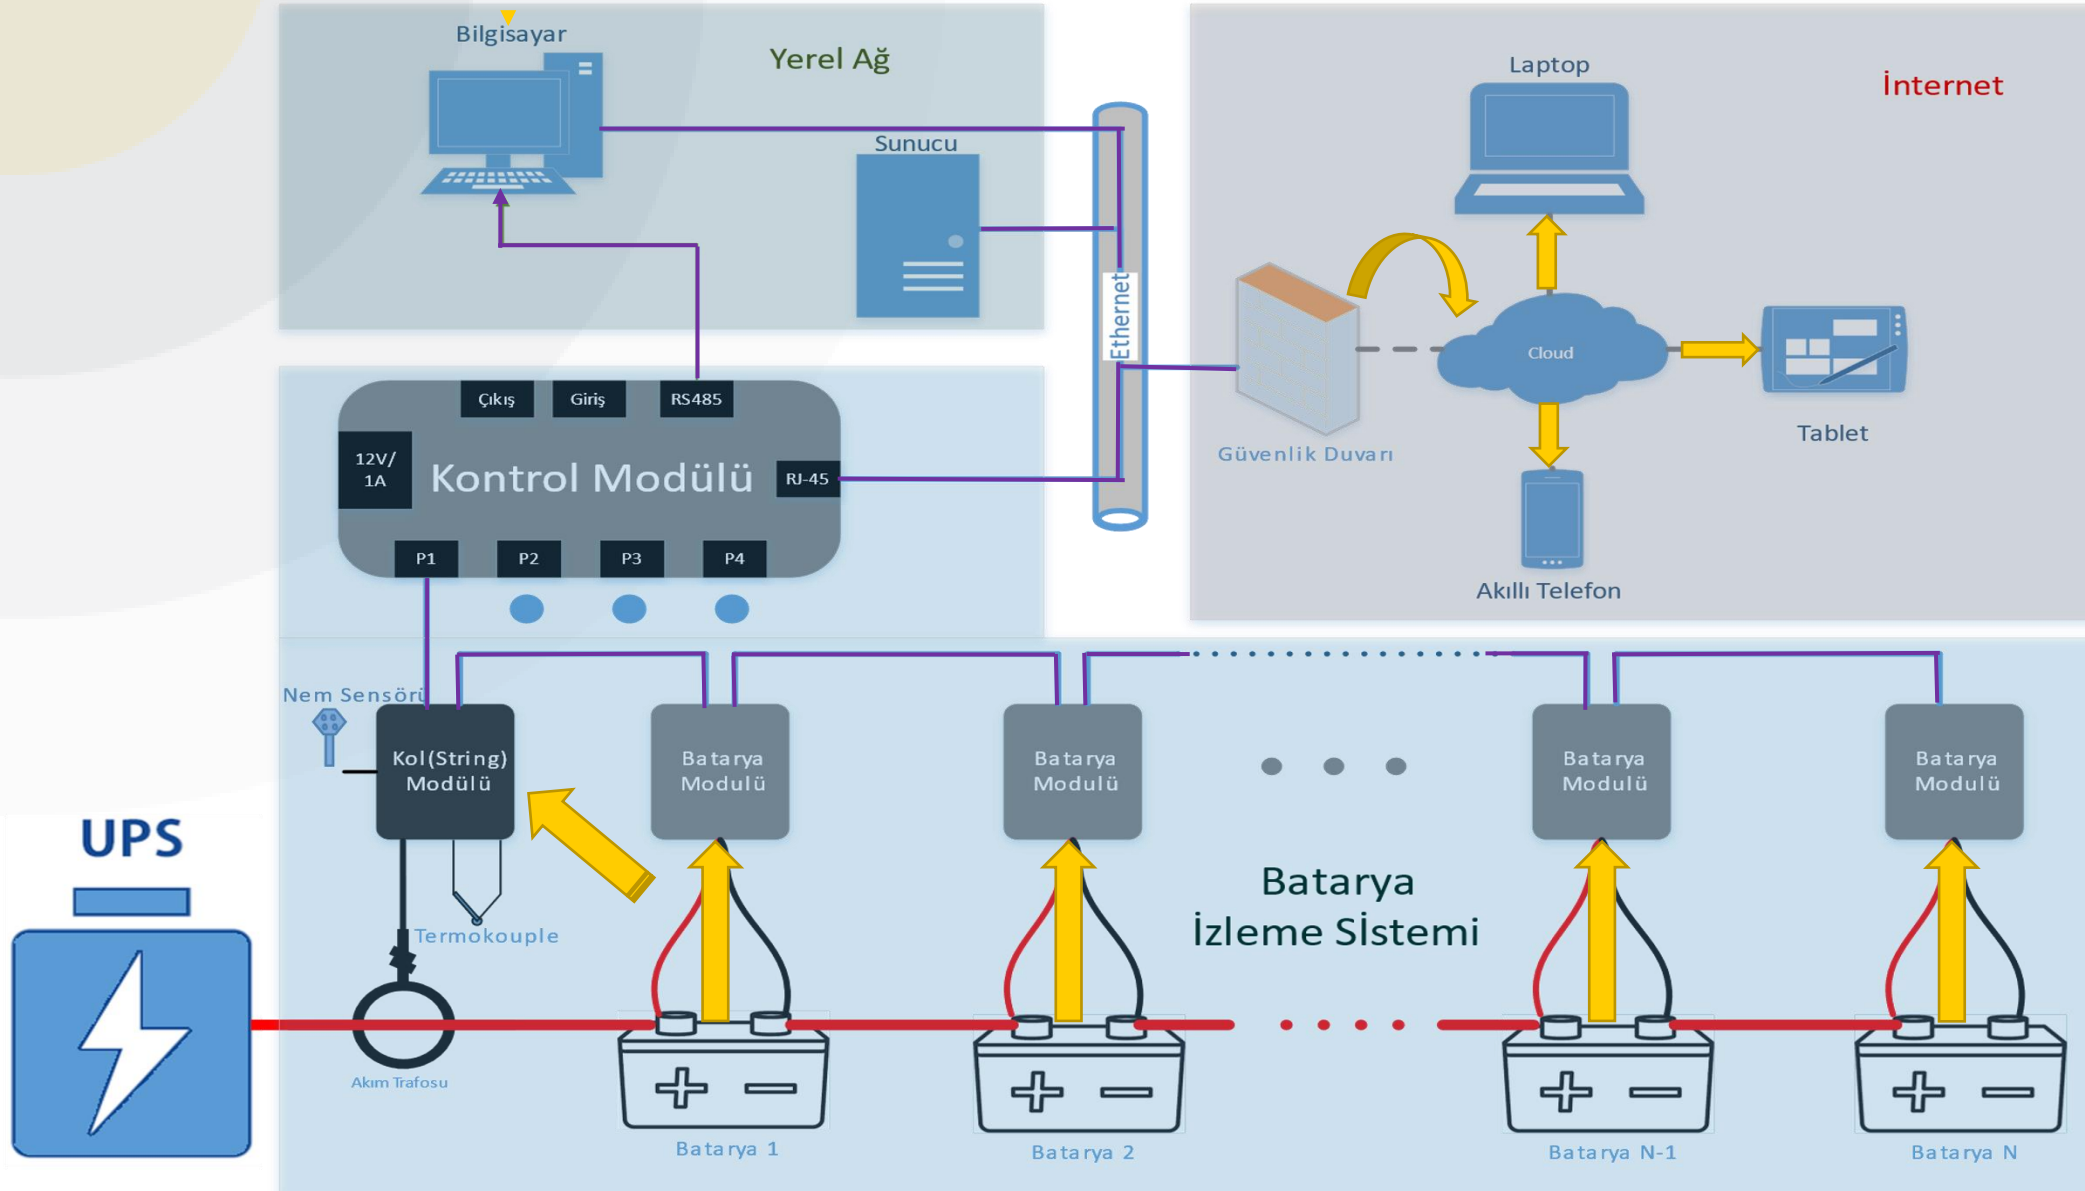 Bilgisayar
Yerel Ağ
Sunucu
Ethernet
Laptop
İnternet
Cloud
Tablet
Güvenlik Duvarı
Akıllı Telefon
Çıkış
Giriş
RS485
12V/
1A
Kontrol Modülü
RJ-45
P1
P2
P3
P4
Nem Sensörü
Kol(String)
Modülü
Batarya
Modulü
Batarya
Modulü
Batarya
Modulü
Batarya
Modulü
UPS
Termokouple
Batarya
İzleme Sİstemi
Akım Trafosu
Batarya 1
Batarya 2
Batarya N-1
Batarya N